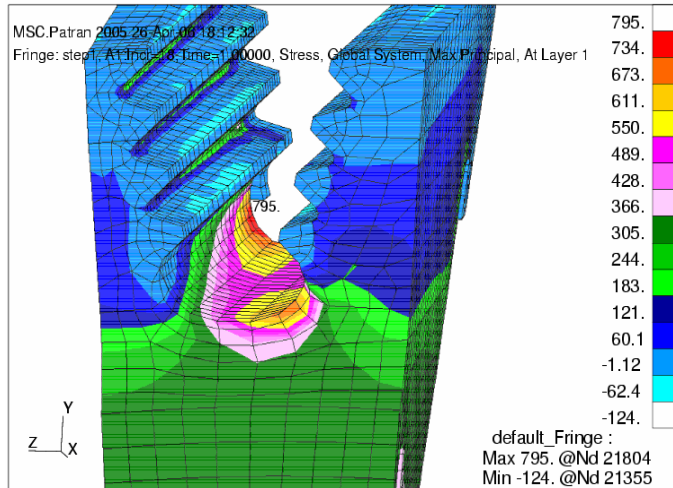 MSC.Patran 2005 26-Apr-06 18:12:32
Fringe: step1, A1:Incr=18,Time=1.00000, Stress, Global System, Max Principal, At Layer 1
795.
734.
673.
611.
550.
489.
428.
366.
305.
244.
183.
121.
60.1
-1.12
-62.4
-124.
795.
Y
Z
X
default_Fringe :
Max 795. @Nd 21804
Min -124. @Nd 21355